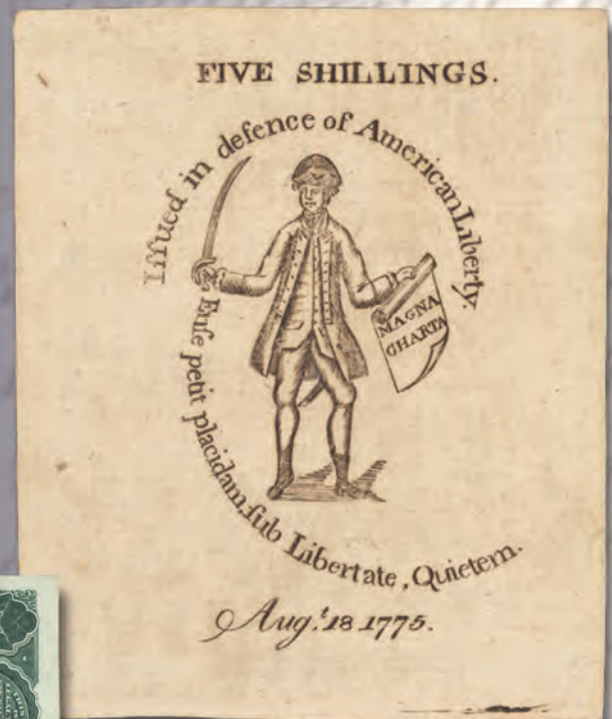 FIVE SHILLINGS.
Iſſued in defence of American Liberty.
MAGNA
CHARTA
Enſe petit placidam, ſub Libertate, Quietem.
Aug.ᵗ 18 1775.